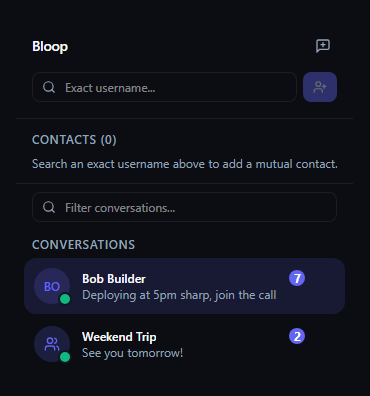 Bloop
Exact username...
CONTACTS (0)
Search an exact username above to add a mutual contact.
Filter conversations...
CONVERSATIONS
BO
Bob Builder
7
Deploying at 5pm sharp, join the call
Weekend Trip
2
See you tomorrow!